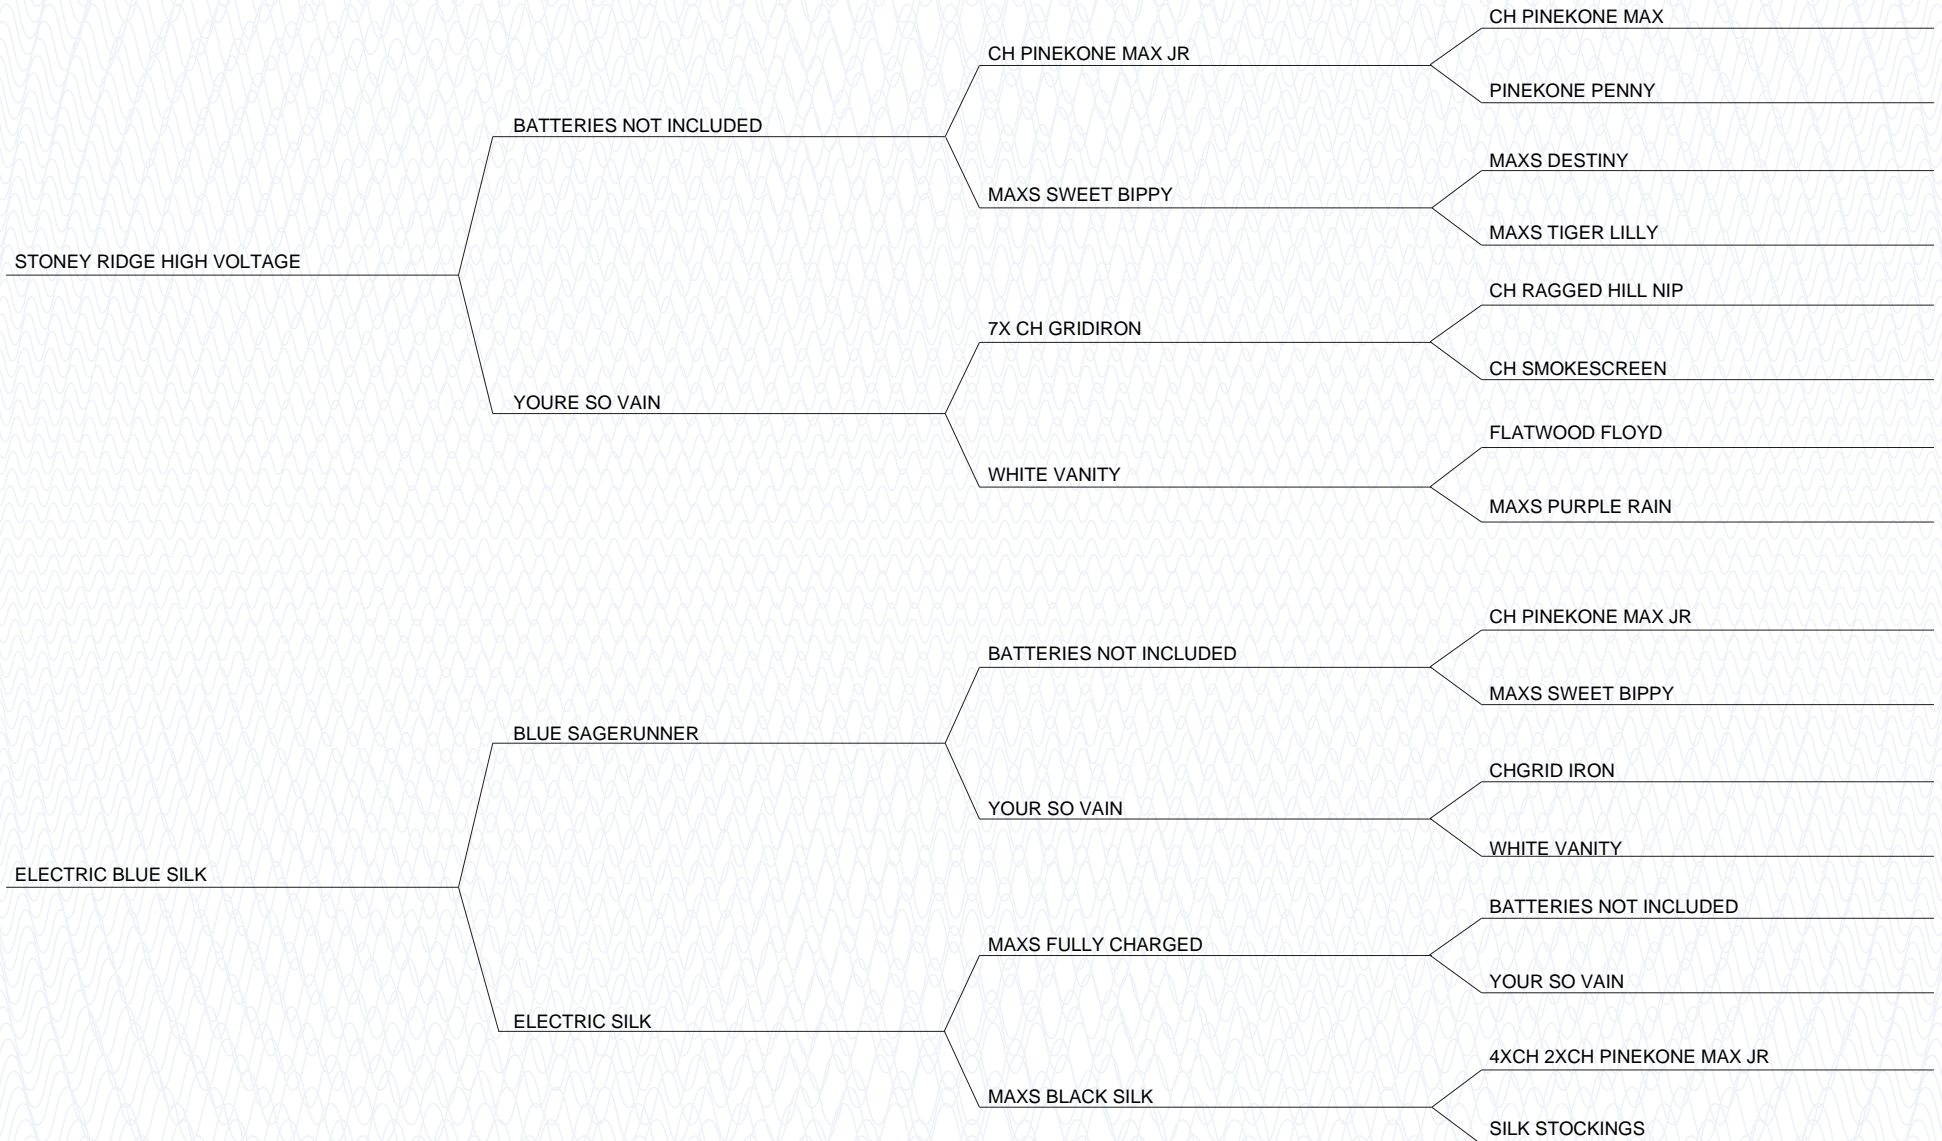 CH PINEKONE MAX
CH PINEKONE MAX JR
PINEKONE PENNY
BATTERIES NOT INCLUDED
MAXS DESTINY
MAXS SWEET BIPPY
MAXS TIGER LILLY
STONEY RIDGE HIGH VOLTAGE
CH RAGGED HILL NIP
7X CH GRIDIRON
CH SMOKESCREEN
YOURE SO VAIN
FLATWOOD FLOYD
WHITE VANITY
MAXS PURPLE RAIN
CH PINEKONE MAX JR
BATTERIES NOT INCLUDED
MAXS SWEET BIPPY
BLUE SAGERUNNER
CHGRID IRON
YOUR SO VAIN
WHITE VANITY
ELECTRIC BLUE SILK
BATTERIES NOT INCLUDED
MAXS FULLY CHARGED
YOUR SO VAIN
ELECTRIC SILK
4XCH 2XCH PINEKONE MAX JR
MAXS BLACK SILK
SILK STOCKINGS